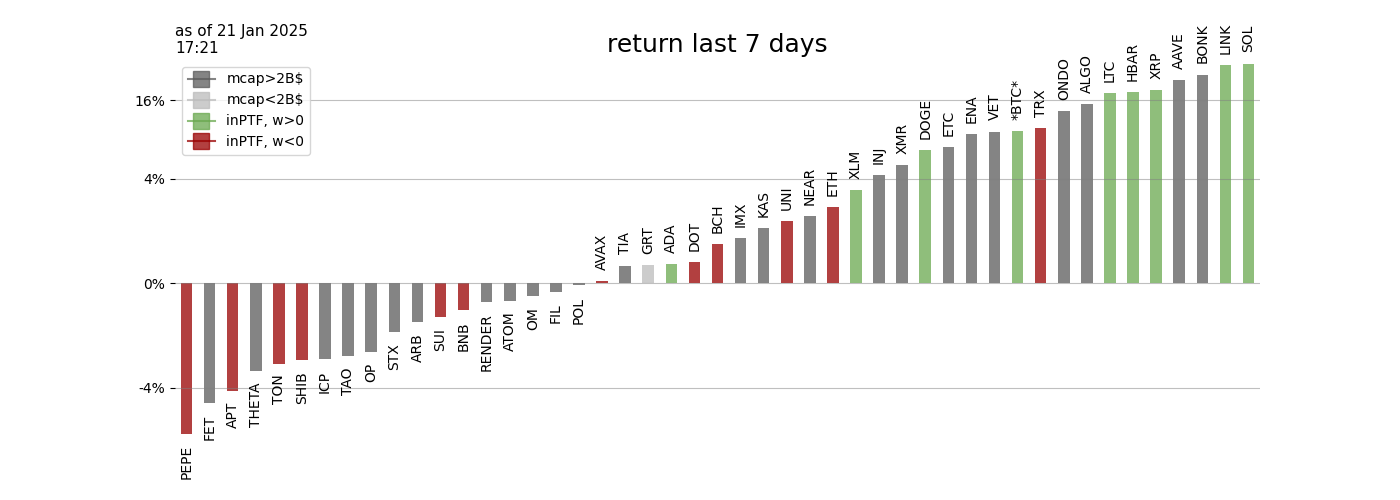 as of 21 Jan 2025
17:21
return last 7 days
mcap>2B$
mcap<2B$
inPTF, w>0
inPTF, w<0
16%
4%
0%
-4%
PEPE
FET
APT
THETA
TON
SHIB
ICP
TAO
OP
STX
ARB
SUI
BNB
RENDER
ATOM
OM
FIL
POL
AVAX
TIA
GRT
ADA
DOT
BCH
IMX
KAS
UNI
NEAR
ETH
XLM
INJ
XMR
DOGE
ETC
ENA
VET
*BTC*
TRX
ONDO
ALGO
LTC
HBAR
XRP
AAVE
BONK
LINK
SOL